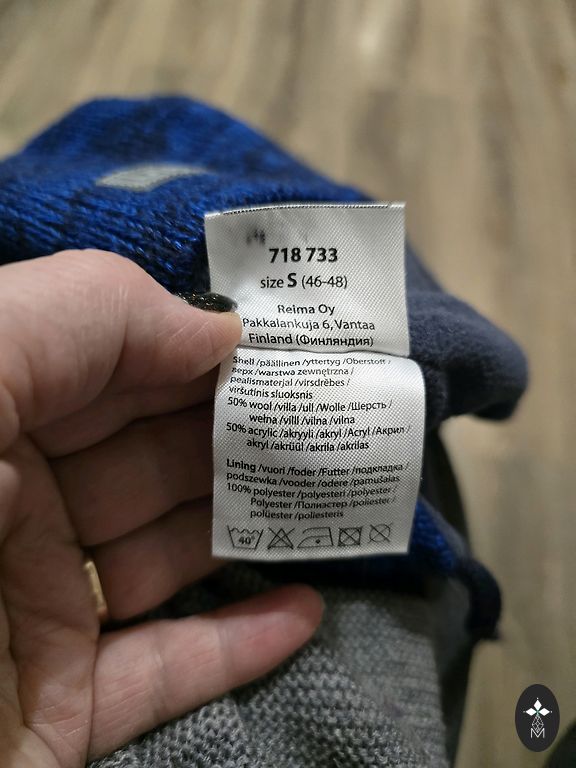 718 733
size S (46-48)
Reima Oy
Pakkalankuja 6, Vantaa
Finland (Финляндия)
Shell /päällinen /yttertyg /Oberstoff /
верх /warstwa zewnętrzna /
pealismaterjal /virsdrēbes /
viršutinis sluoksnis
50% wool /villa /ull /Wolle /Шерсть /
wełna /villl /vilna /vilna
50% acrylic /akryyli /akryl /Acryl /Акрил /
akryl /akrüül /akrila /akrilas
Lining /vuori /foder /Futter /подкладка /
podszewka /vooder /odere /pamušalas
100% polyester /polyesteri /polyester /
Polyester /Полиэстер /poliester /
polüester /poliesteris
40°
M